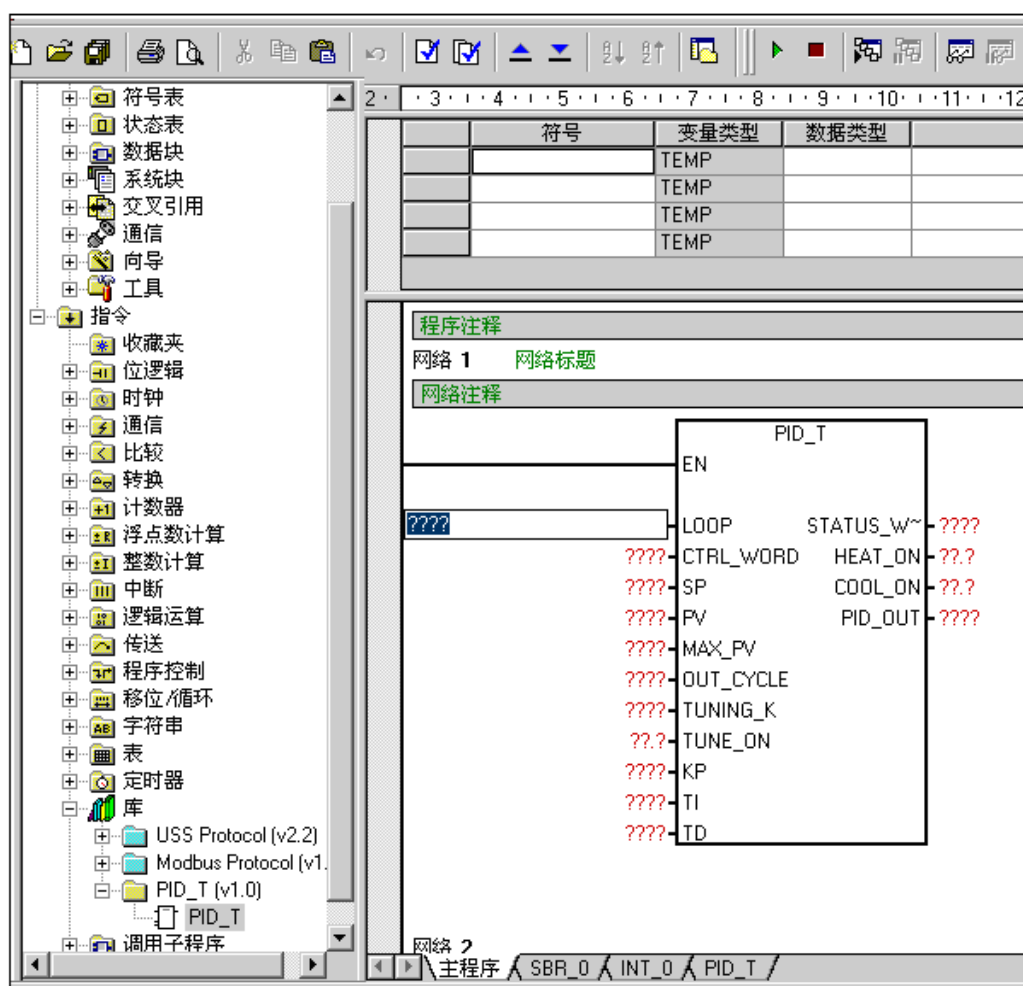 2 · · 3 · ı · 4 · ı · 5 · ı · 6 · ı · 7 · ı · 8 · ı · 9 · ı · 10 · ı · 11 · ı · 12
符号 变量类型 数据类型
TEMP
TEMP
TEMP
TEMP
符号表
状态表
数据块
系统块
交叉引用
通信
向导
工具
指令
收藏夹
位逻辑
时钟
通信
比较
转换
计数器
浮点数计算
整数计算
中断
逻辑运算
传送
程序控制
移位/循环
字符串
表
定时器
库
USS Protocol (v2.2)
Modbus Protocol (v1.
PID_T (v1.0)
PID_T
调用子程序
程序注释
网络 1 网络标题
网络注释
PID_T
EN
???? LOOP STATUS_W~ ????
???? CTRL_WORD HEAT_ON ??.?
???? SP COOL_ON ??.?
???? PV PID_OUT ????
???? MAX_PV
???? OUT_CYCLE
???? TUNING_K
??.? TUNE_ON
???? KP
???? TI
???? TD
网络 2
主程序 SBR_0 INT_0 PID_T